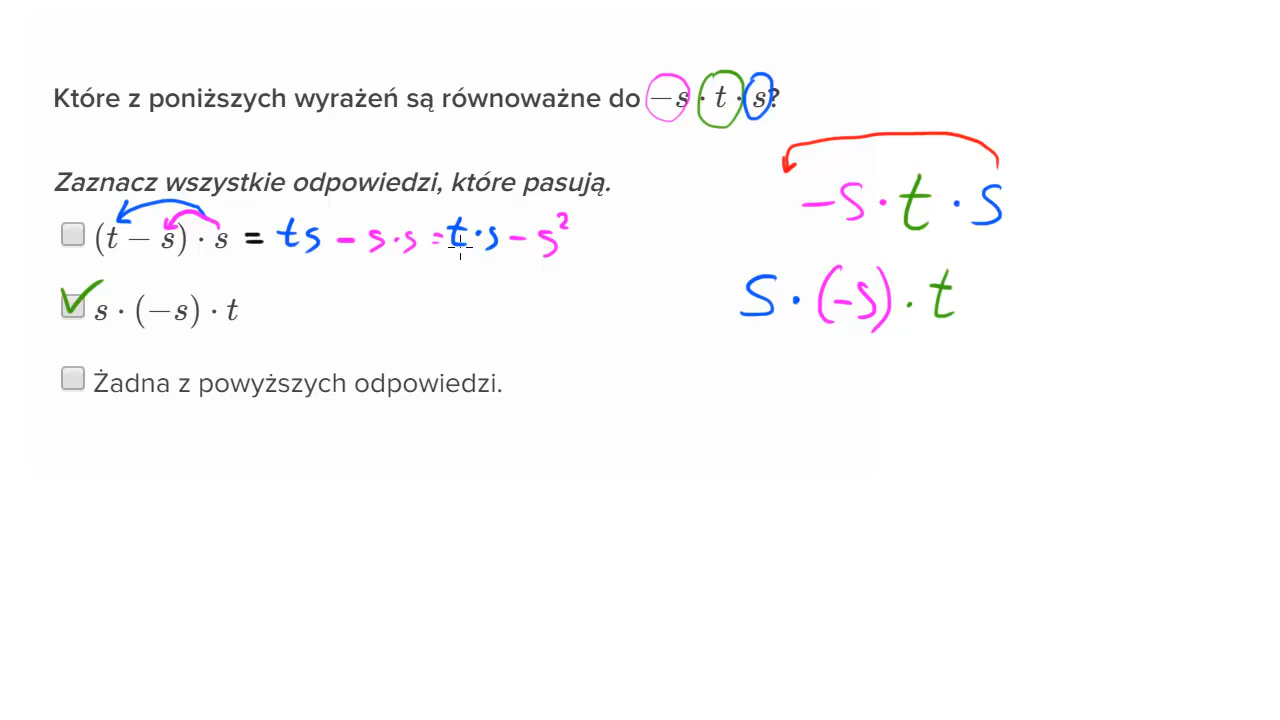 Które z poniższych wyrażeń są równoważne do −s · t · s?
Zaznacz wszystkie odpowiedzi, które pasują.
−s · t · s
(t − s) · s = ts − s · s = t · s − s²
s · (−s) · t
s · (−s) · t
Żadna z powyższych odpowiedzi.